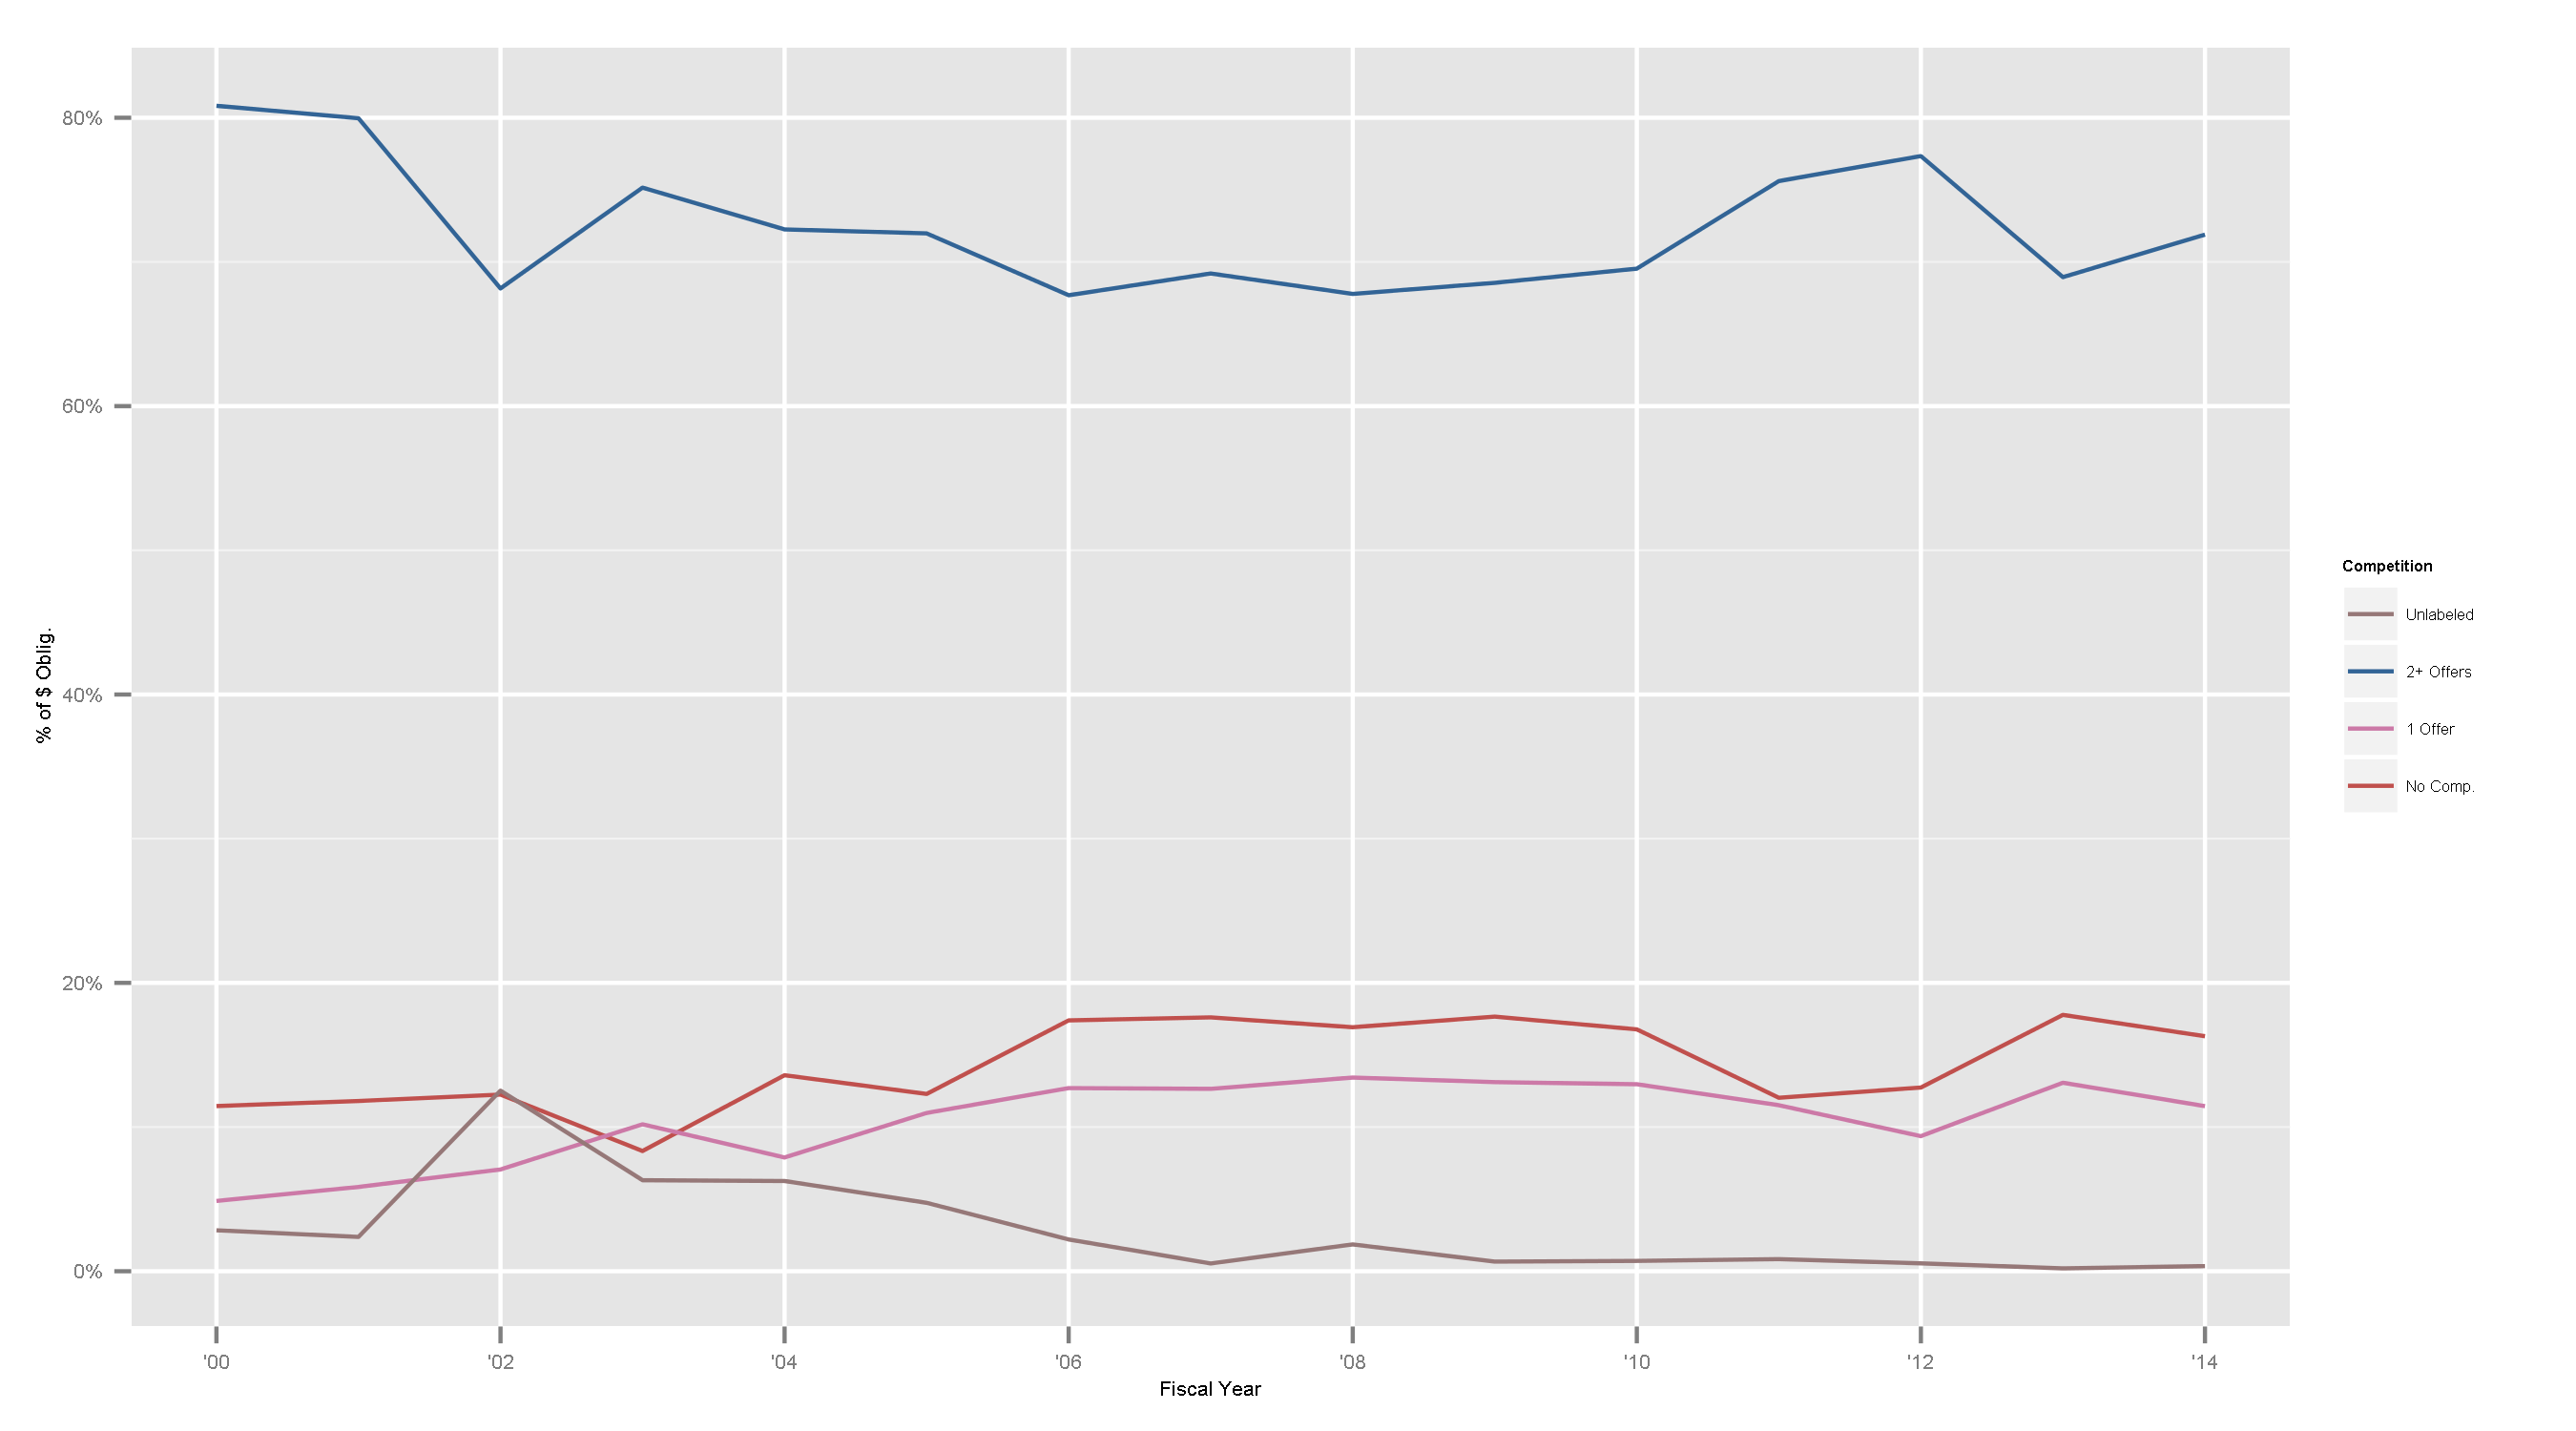 80%
60%
40%
20%
0%
% of $ Oblig.
'00 '02 '04 '06 '08 '10 '12 '14
Fiscal Year
Competition
Unlabeled
2+ Offers
1 Offer
No Comp.